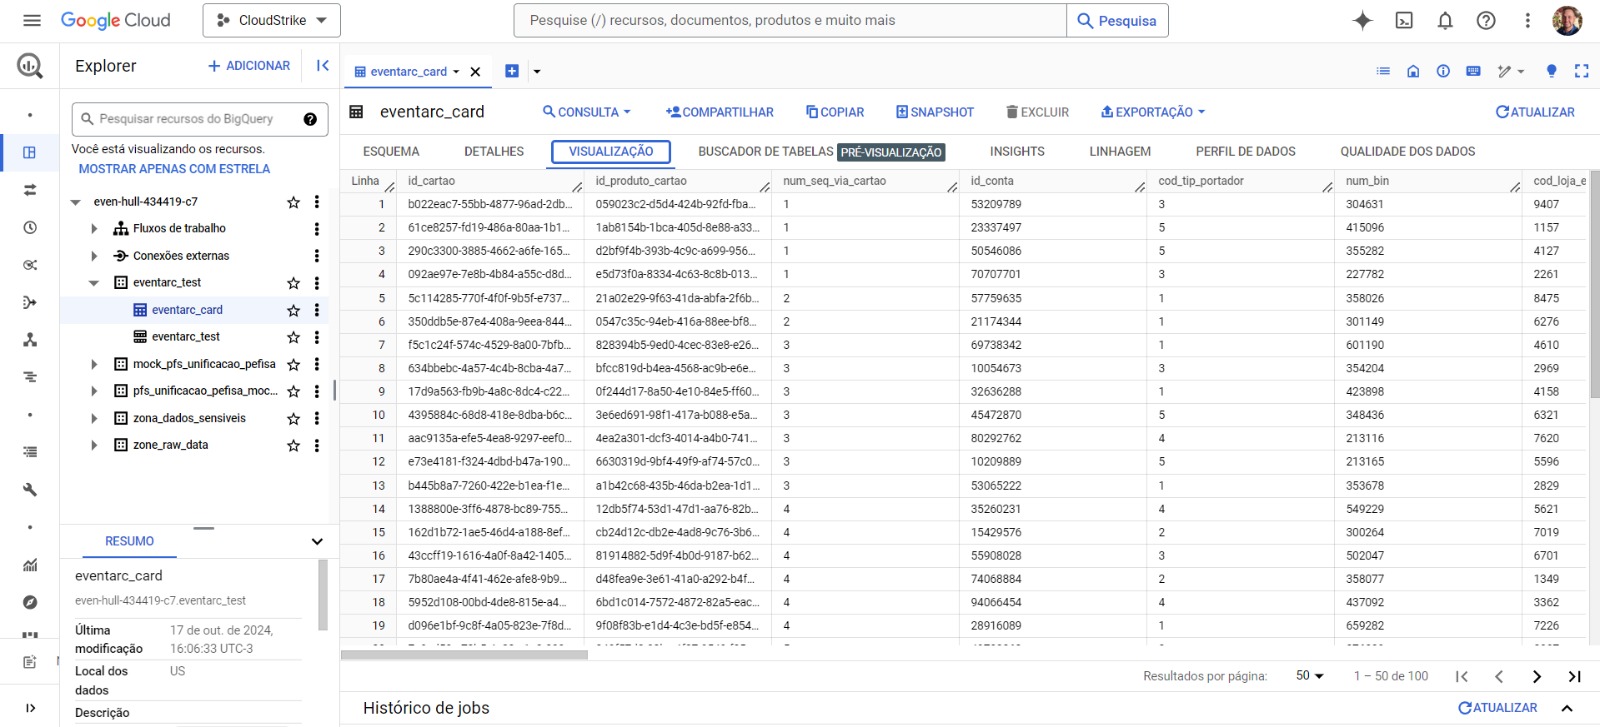 Google Cloud
CloudStrike
Pesquise (/) recursos, documentos, produtos e muito mais
Pesquisa
Explorer
ADICIONAR
Pesquisar recursos do BigQuery
Você está visualizando os recursos.
MOSTRAR APENAS COM ESTRELA
even-hull-434419-c7
Fluxos de trabalho
Conexões externas
eventarc_test
eventarc_card
eventarc_test
mock_pfs_unificacao_pefisa
pfs_unificacao_pefisa_moc...
zona_dados_sensiveis
zone_raw_data
RESUMO
eventarc_card
even-hull-434419-c7.eventarc_test
Última modificação 17 de out. de 2024, 16:06:33 UTC-3
Local dos dados US
Descrição
eventarc_card
eventarc_card
CONSULTA
COMPARTILHAR
COPIAR
SNAPSHOT
EXCLUIR
EXPORTAÇÃO
ATUALIZAR
ESQUEMA DETALHES VISUALIZAÇÃO BUSCADOR DE TABELAS PRÉ-VISUALIZAÇÃO INSIGHTS LINHAGEM PERFIL DE DADOS QUALIDADE DOS DADOS
Linha id_cartao id_produto_cartao num_seq_via_cartao id_conta cod_tip_portador num_bin cod_loja_e
1 b022eac7-55bb-4877-96ad-2db... 059023c2-d5d4-424b-92fd-fba... 1 53209789 3 304631 9407
2 61ce8257-fd19-486a-80aa-1b1... 1ab8154b-1bca-405d-8e88-a33... 1 23337497 5 415096 1157
3 290c3300-3885-4662-a6fe-165... d2bf9f4b-393b-4c9c-a699-956... 1 50546086 5 355282 4127
4 092ae97e-7e8b-4b84-a55c-d8d... e5d73f0a-8334-4c63-8c8b-013... 1 70707701 3 227782 2261
5 5c114285-770f-4f0f-9b5f-e737... 21a02e29-9f63-41da-abfa-2f6b... 2 57759635 1 358026 8475
6 350ddb5e-87e4-408a-9eea-844... 0547c35c-94eb-416a-88ee-bf8... 2 21174344 1 301149 6276
7 f5c1c24f-574c-4529-8a00-7bfb... 828394b5-9ed0-4cec-83e8-e26... 3 69738342 1 601190 4610
8 634bbebc-4a57-4c4b-8cba-4a7... bfcc819d-b4ea-4568-ac9b-e6e... 3 10054673 3 354204 2969
9 17d9a563-fb9b-4a8c-8dc4-c22... 0f244d17-8a50-4e10-84e5-ff60... 3 32636288 1 423898 4158
10 4395884c-68d8-418e-8dba-b6c... 3e6ed691-98f1-417a-b088-e5a... 3 45472870 5 348436 6321
11 aac9135a-efe5-4ea8-9297-eef0... 4ea2a301-dcf3-4014-a4b0-741... 3 80292762 4 213116 7620
12 e73e4181-f324-4dbd-b47a-190... 6630319d-9bf4-49f9-af74-57c0... 3 10209889 5 213165 5596
13 b445b8a7-7260-422e-b1ea-f1e... a1b42c68-435b-46da-b2ea-1d1... 3 53065222 1 353678 2829
14 1388800e-3ff6-4878-bc89-755... 12db5f74-53d1-47d1-aa76-82b... 4 35260231 4 549229 5621
15 162d1b72-1ae5-46d4-a188-8ef... cb24d12c-db2e-4ad8-9c76-3b6... 4 15429576 2 300264 7019
16 43ccff19-1616-4a0f-8a42-1405... 81914882-5d9f-4b0d-9187-b62... 4 55908028 3 502047 6701
17 7b80ae4a-4f41-462e-afe8-9b9... d48fea9e-3e61-41a0-a292-b4f... 4 74068884 2 358077 1349
18 5952d108-00bd-4de8-815e-a4... 6bd1c014-7572-4872-82a5-eac... 4 94066454 4 437092 3362
19 d096e1bf-9c8f-4a05-823e-7f8d... 9f08f83b-e1d4-4c3e-bd5f-e854... 4 28916089 1 659282 7226
Resultados por página: 50 1 – 50 de 100
Histórico de jobs
ATUALIZAR